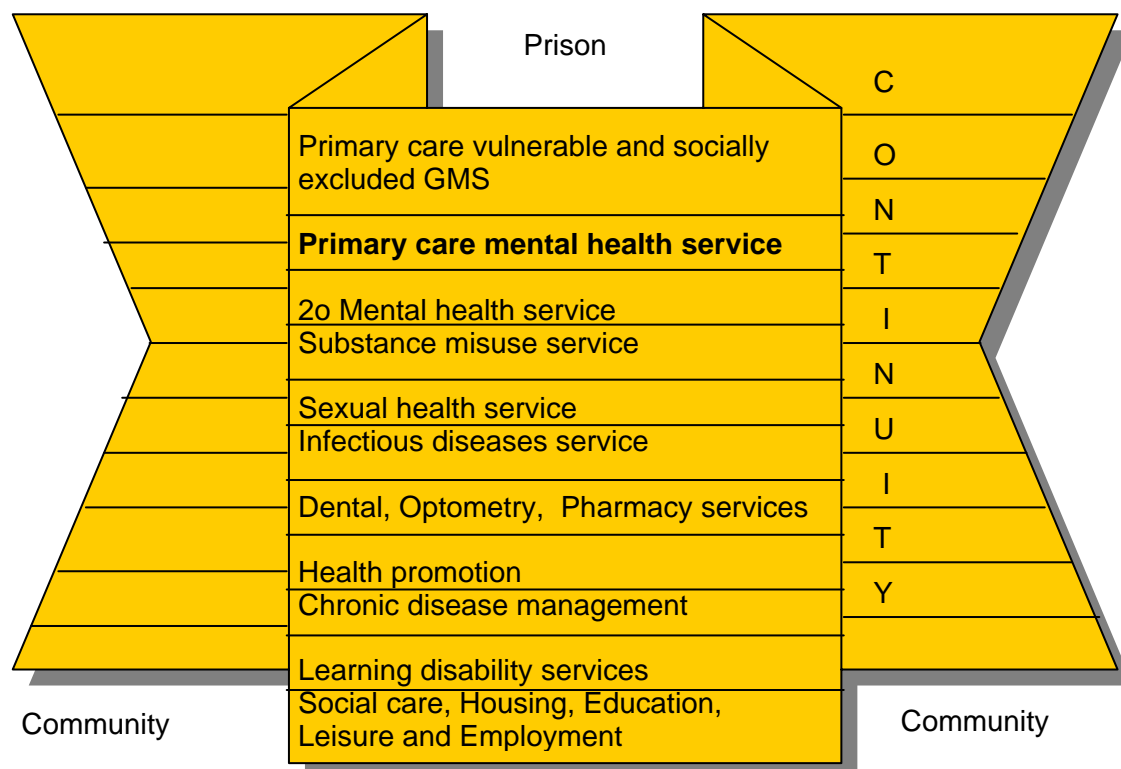 Prison
Primary care vulnerable and socially
excluded GMS
Primary care mental health service
2o Mental health service
Substance misuse service
Sexual health service
Infectious diseases service
Dental, Optometry,  Pharmacy services
Health promotion
Chronic disease management
Learning disability services
Social care, Housing, Education,
Leisure and Employment
C
O
N
T
I
N
U
I
T
Y
Community
Community